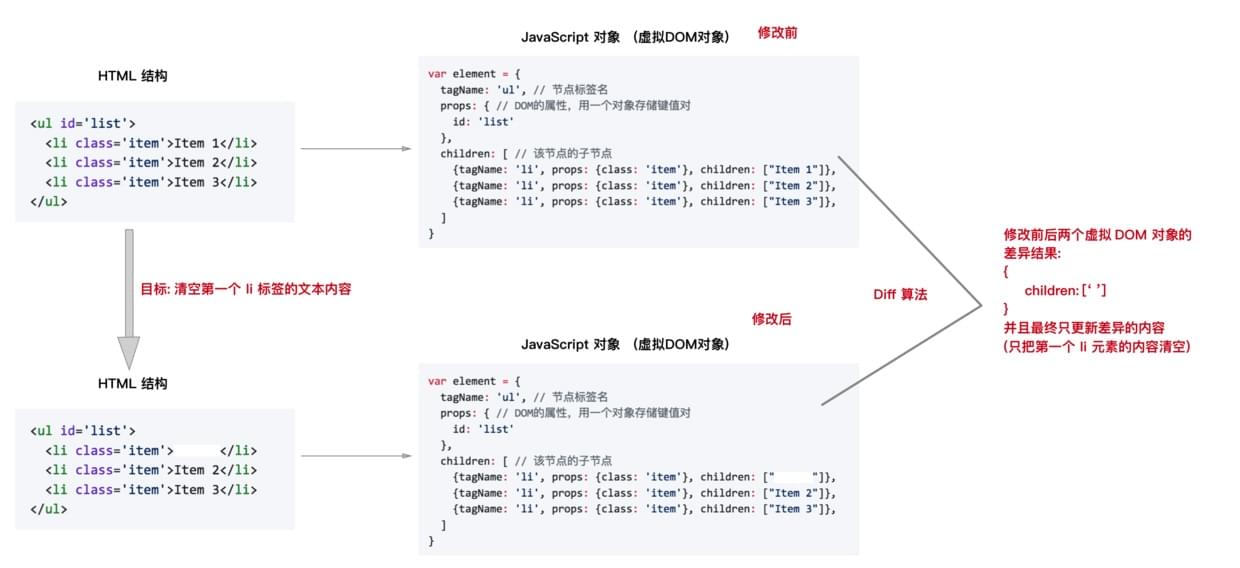 JavaScript 对象 （虚拟DOM对象） 修改前
HTML 结构
<ul id='list'>
<li class='item'>Item 1</li>
<li class='item'>Item 2</li>
<li class='item'>Item 3</li>
</ul>
var element = {
tagName: 'ul', // 节点标签名
props: { // DOM的属性，用一个对象存储键值对
id: 'list'
},
children: [ // 该节点的子节点
{tagName: 'li', props: {class: 'item'}, children: ["Item 1"]},
{tagName: 'li', props: {class: 'item'}, children: ["Item 2"]},
{tagName: 'li', props: {class: 'item'}, children: ["Item 3"]},
]
}
目标: 清空第一个 li 标签的文本内容
Diff 算法
修改前后两个虚拟 DOM 对象的
差异结果:
{
children:[‘ ’]
}
并且最终只更新差异的内容
(只把第一个 li 元素的内容清空)
修改后
JavaScript 对象 （虚拟DOM对象）
HTML 结构
<ul id='list'>
<li class='item'> </li>
<li class='item'>Item 2</li>
<li class='item'>Item 3</li>
</ul>
var element = {
tagName: 'ul', // 节点标签名
props: { // DOM的属性，用一个对象存储键值对
id: 'list'
},
children: [ // 该节点的子节点
{tagName: 'li', props: {class: 'item'}, children: [" "]},
{tagName: 'li', props: {class: 'item'}, children: ["Item 2"]},
{tagName: 'li', props: {class: 'item'}, children: ["Item 3"]},
]
}